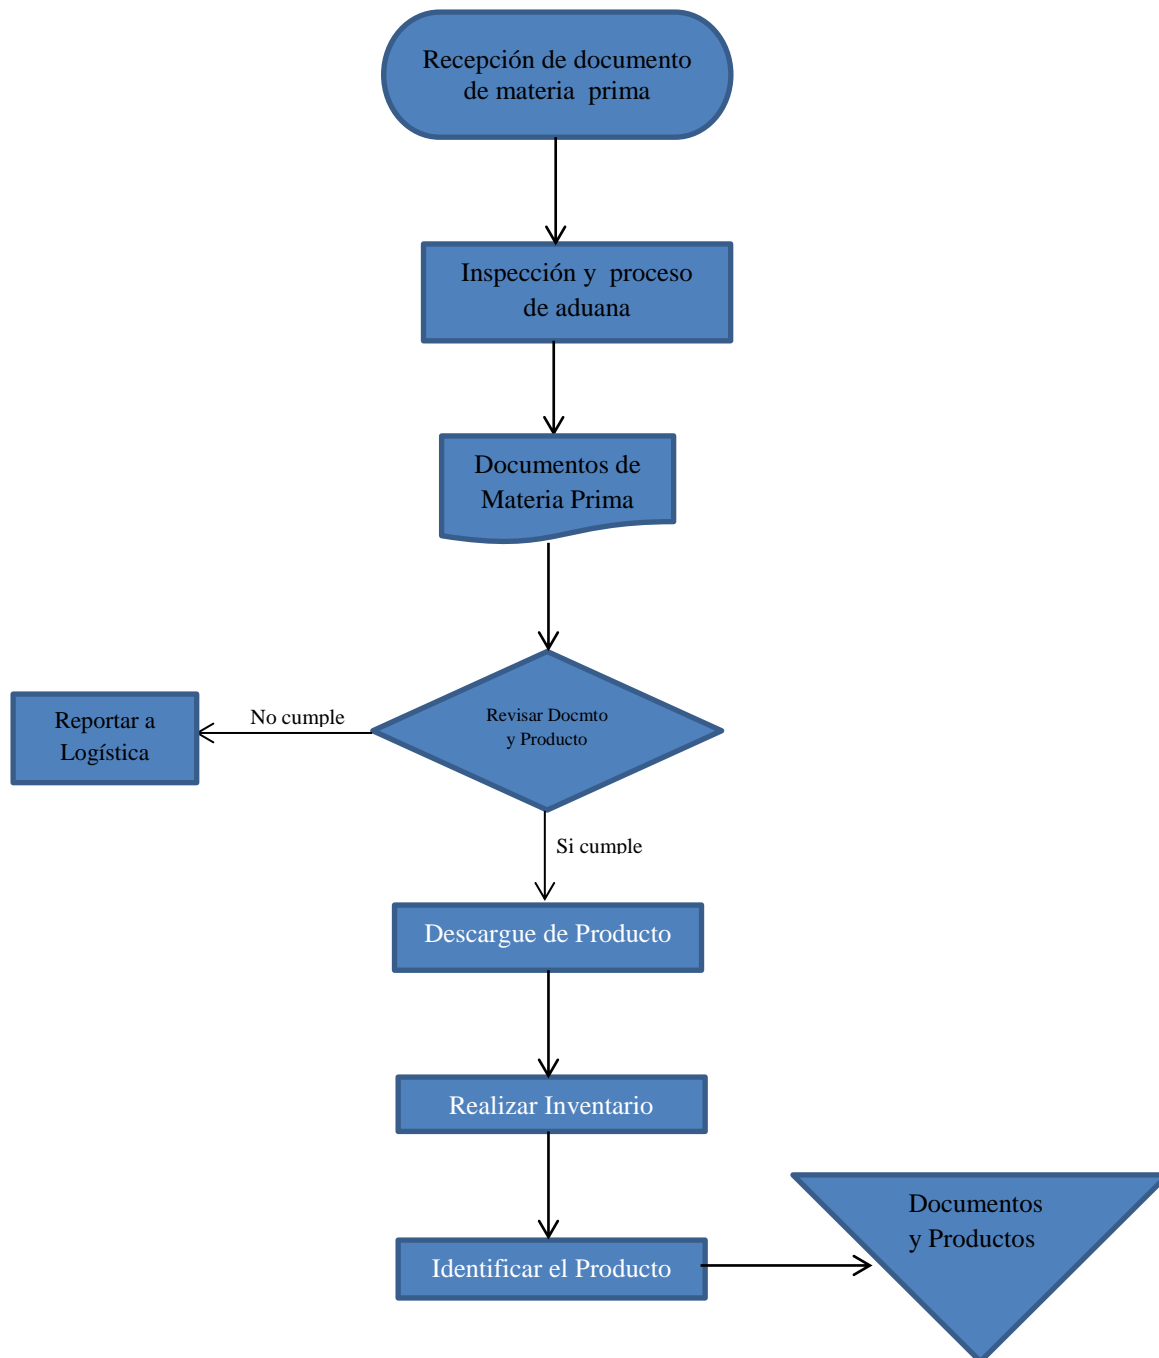 Recepción de documento
de materia prima
Inspección y proceso
de aduana
Documentos de
Materia Prima
Revisar Docmto
y Producto
No cumple
Reportar a
Logística
Si cumple
Descargue de Producto
Realizar Inventario
Identificar el Producto
Documentos
y Productos